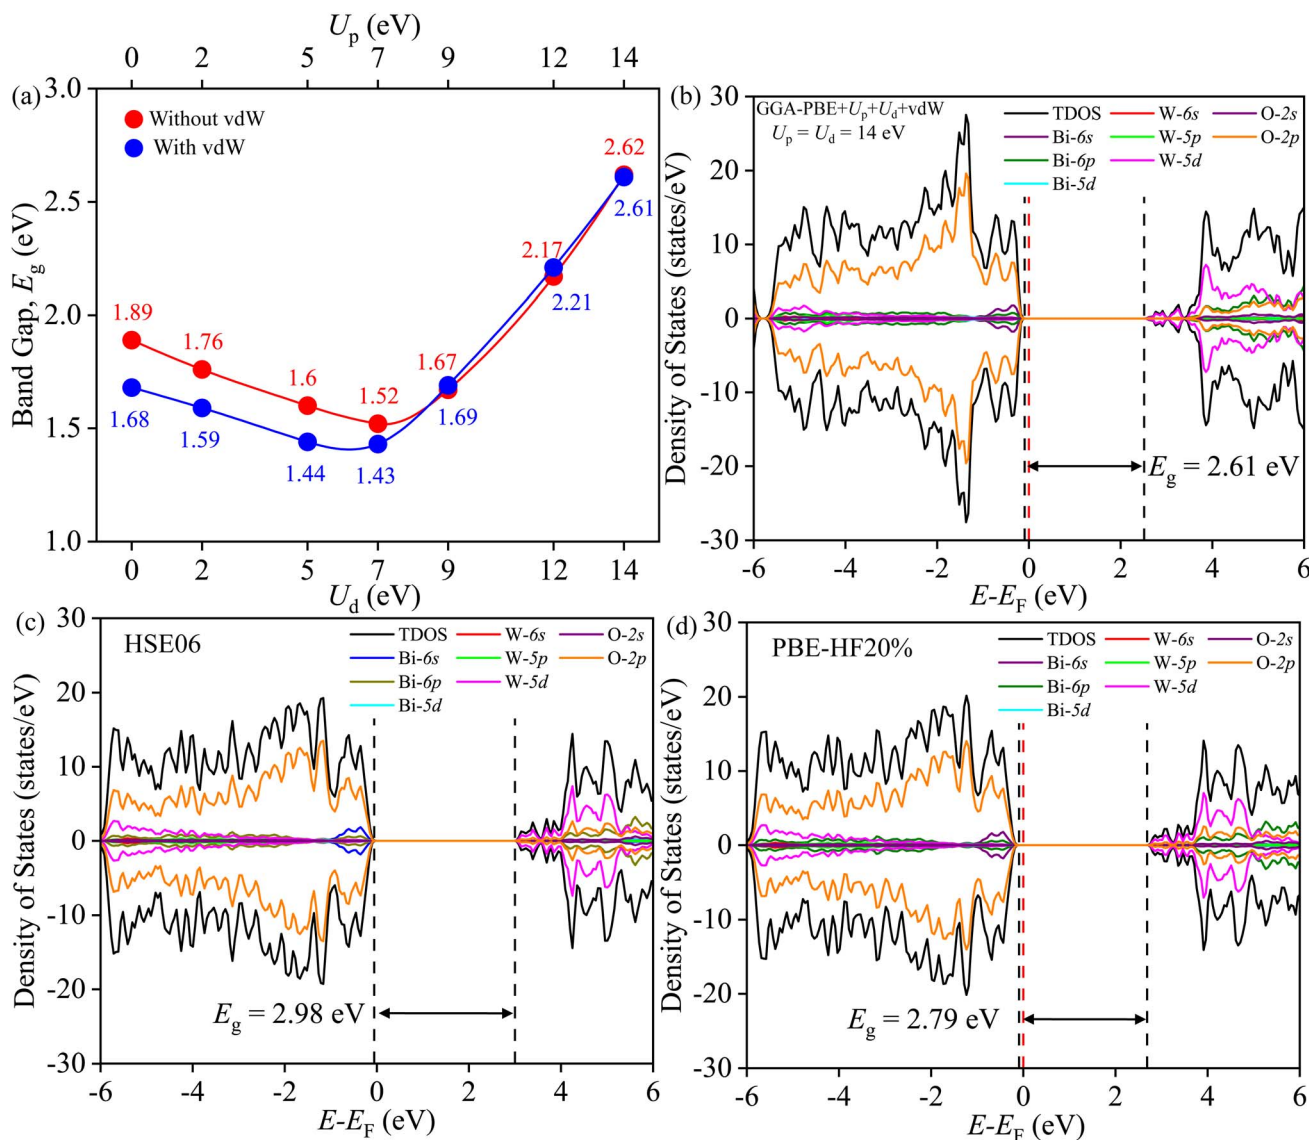 U_p (eV)
0 2 5 7 9 12 14
(a)
3.0
2.5
2.0
1.5
1.0
Band Gap, E_g (eV)
Without vdW
With vdW
1.89
1.76
1.6
1.52
1.67
2.17
2.62
1.68
1.59
1.44
1.43
1.69
2.21
2.61
0 2 5 7 9 12 14
U_d (eV)
(b)
GGA-PBE+U_p+U_d+vdW
U_p = U_d = 14 eV
TDOS W-6s O-2s
Bi-6s W-5p O-2p
Bi-6p W-5d
Bi-5d
30
20
10
0
-10
-20
-30
Density of States (states/eV)
E_g = 2.61 eV
-6 -4 -2 0 2 4 6
E-E_F (eV)
(c)
HSE06
TDOS W-6s O-2s
Bi-6s W-5p O-2p
Bi-6p W-5d
Bi-5d
30
20
10
0
-10
-20
-30
Density of States (states/eV)
E_g = 2.98 eV
-6 -4 -2 0 2 4 6
E-E_F (eV)
(d)
PBE-HF20%
TDOS W-6s O-2s
Bi-6s W-5p O-2p
Bi-6p W-5d
Bi-5d
30
20
10
0
-10
-20
-30
Density of States (states/eV)
E_g = 2.79 eV
-6 -4 -2 0 2 4 6
E-E_F (eV)